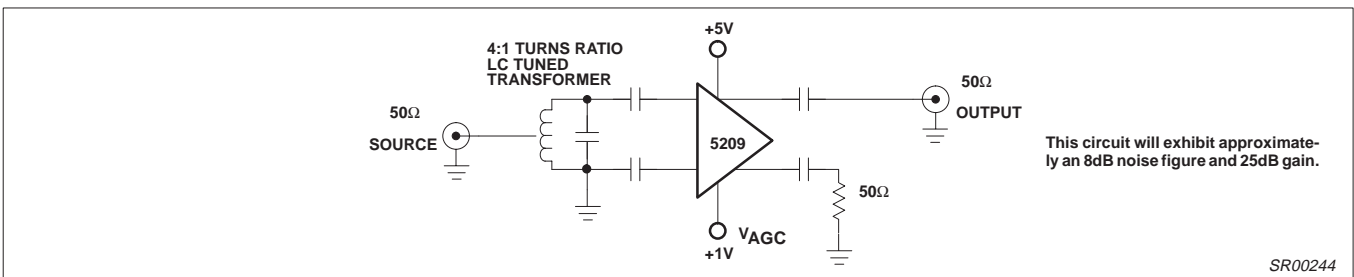 +5V
4:1 TURNS RATIO
LC TUNED
TRANSFORMER
50Ω
SOURCE
5209
50Ω
OUTPUT
50Ω
VAGC
+1V
This circuit will exhibit approximate-
ly an 8dB noise figure and 25dB gain.
SR00244